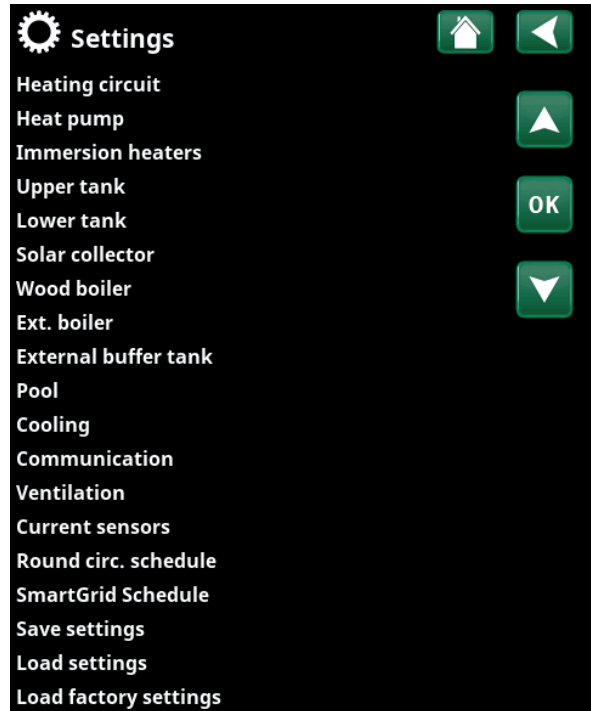 Settings
Heating circuit
Heat pump
Immersion heaters
Upper tank
OK
Lower tank
Solar collector
Wood boiler
Ext. boiler
External buffer tank
Pool
Cooling
Communication
Ventilation
Current sensors
Round circ. schedule
SmartGrid Schedule
Save settings
Load settings
Load factory settings